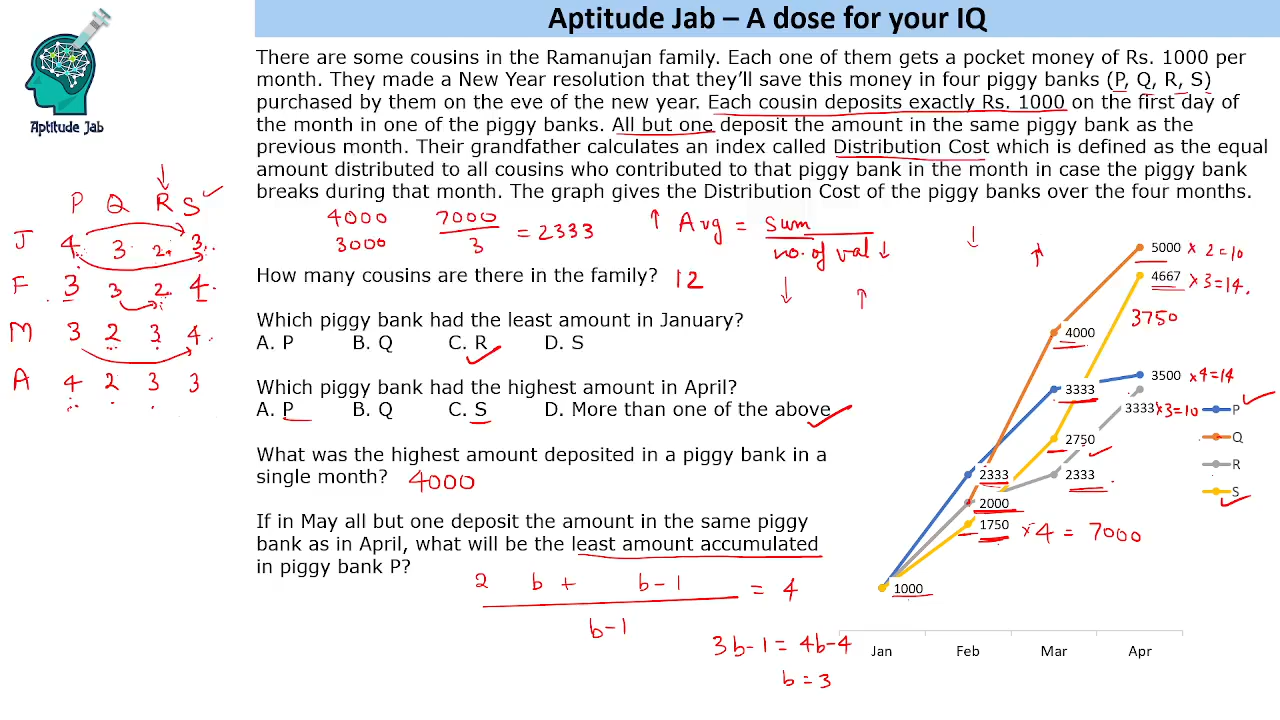 Aptitude Jab – A dose for your IQ
Aptitude Jab
There are some cousins in the Ramanujan family. Each one of them gets a pocket money of Rs. 1000 per
month. They made a New Year resolution that they'll save this money in four piggy banks (P, Q, R, S)
purchased by them on the eve of the new year. Each cousin deposits exactly Rs. 1000 on the first day of
the month in one of the piggy banks. All but one deposit the amount in the same piggy bank as the
previous month. Their grandfather calculates an index called Distribution Cost which is defined as the equal
amount distributed to all cousins who contributed to that piggy bank in the month in case the piggy bank
breaks during that month. The graph gives the Distribution Cost of the piggy banks over the four months.
P Q R S
J 4 3 2 3
F 3 3 2 4
M 3 2 3 4
A 4 2 3 3
4000
3000
7000
3
= 2333
↑ Avg = Sum
no. of val ↓
↓ ↑
↓ ↑
How many cousins are there in the family? 12
Which piggy bank had the least amount in January?
A. P B. Q C. R D. S
Which piggy bank had the highest amount in April?
A. P B. Q C. S D. More than one of the above
What was the highest amount deposited in a piggy bank in a
single month? 4000
If in May all but one deposit the amount in the same piggy
bank as in April, what will be the least amount accumulated
in piggy bank P?
2 b + b-1
b-1
= 4
3b-1 = 4b-4
b = 3
5000 × 2 = 10
4667 × 3 = 14.
3750
4000
3500 ×4=14
3333
3333 ×3=10
2750
2333
2333
2000
1750 × 4 = 7000
1000
P
Q
R
S
Jan Feb Mar Apr